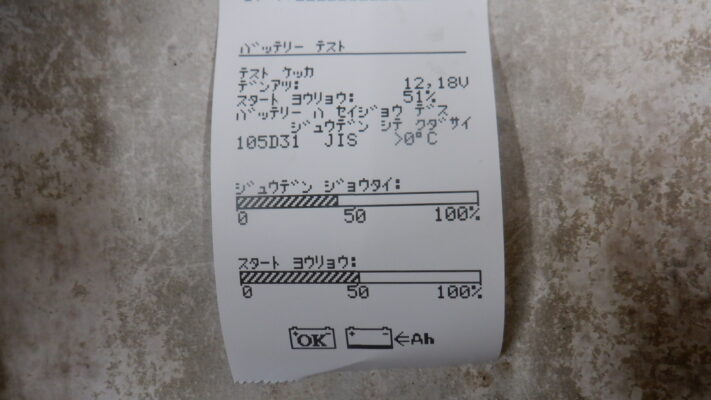 バッテリー テスト
テスト ケッカ
デンアツ: 12,18V
スタート ヨウリョウ: 51%
バッテリー ハ セイジョウ デス
ジュウデン シテ クダサイ
105D31 JIS >0°C
ジュウデン ジョウタイ:
0 50 100%
スタート ヨウリョウ:
0 50 100%
OK ←Ah